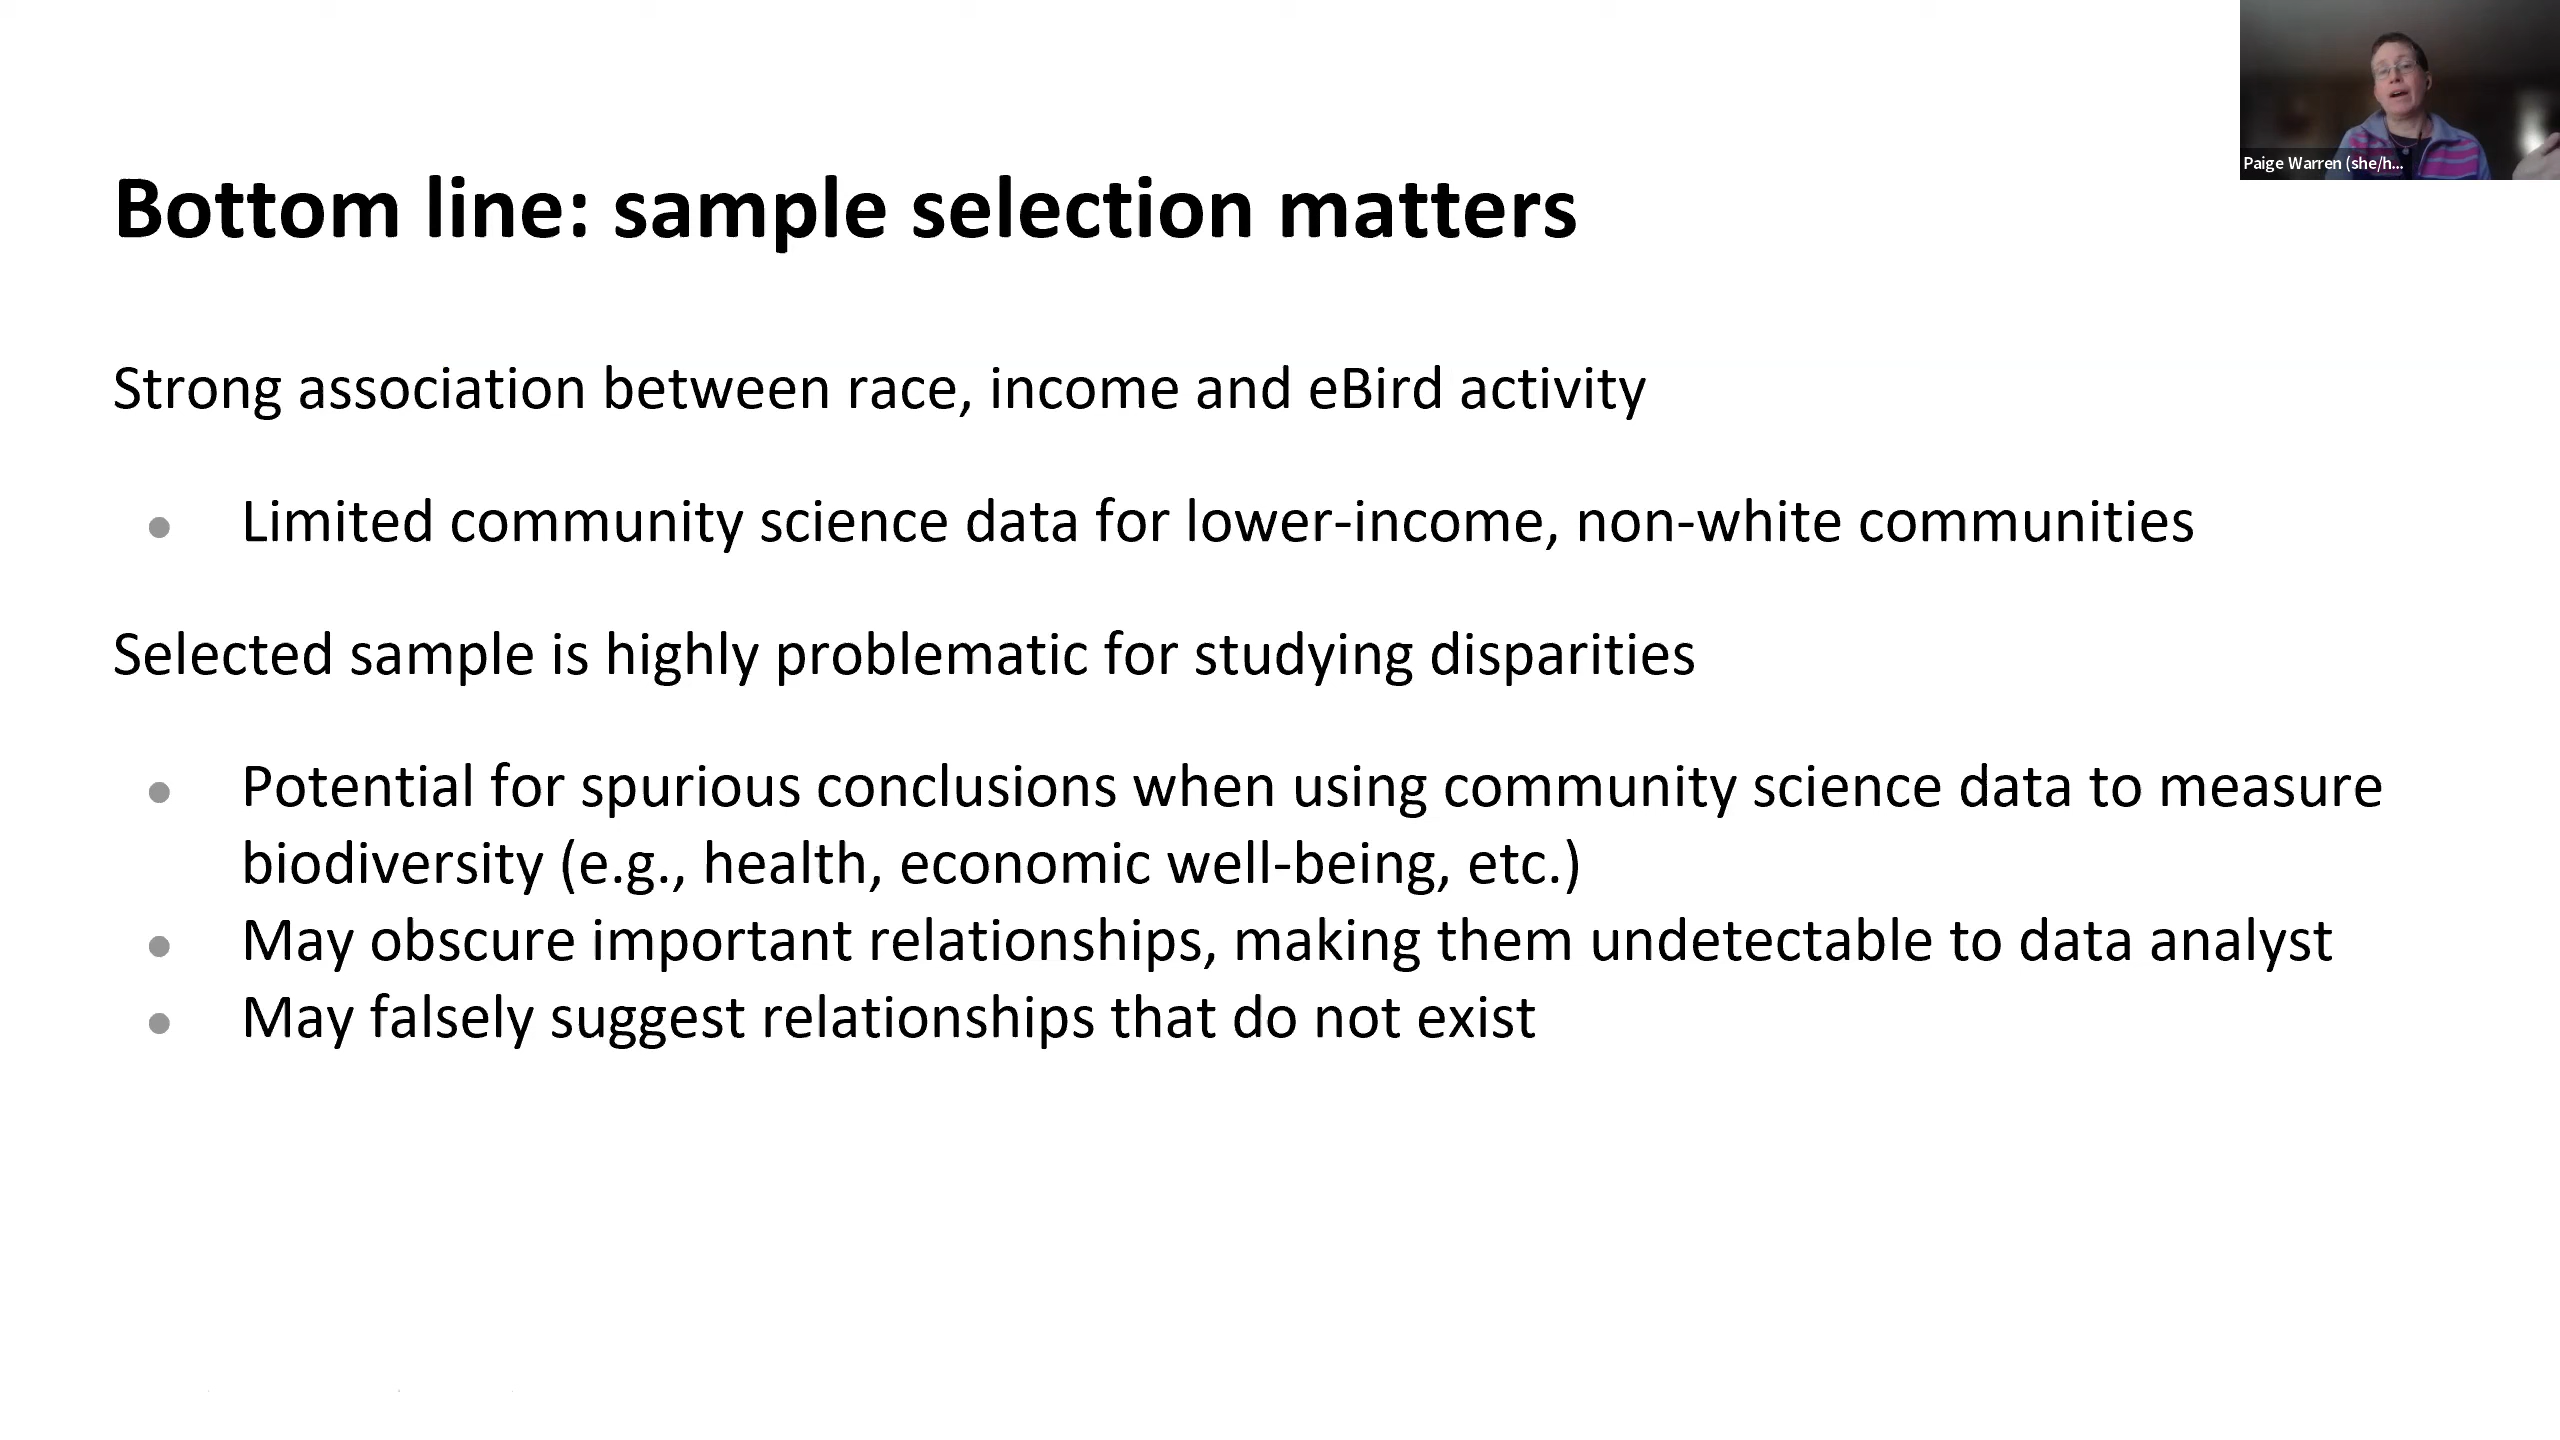 Paige Warren (she/h...
Bottom line: sample selection matters
Strong association between race, income and eBird activity
● Limited community science data for lower-income, non-white communities
Selected sample is highly problematic for studying disparities
● Potential for spurious conclusions when using community science data to measure
biodiversity (e.g., health, economic well-being, etc.)
● May obscure important relationships, making them undetectable to data analyst
● May falsely suggest relationships that do not exist